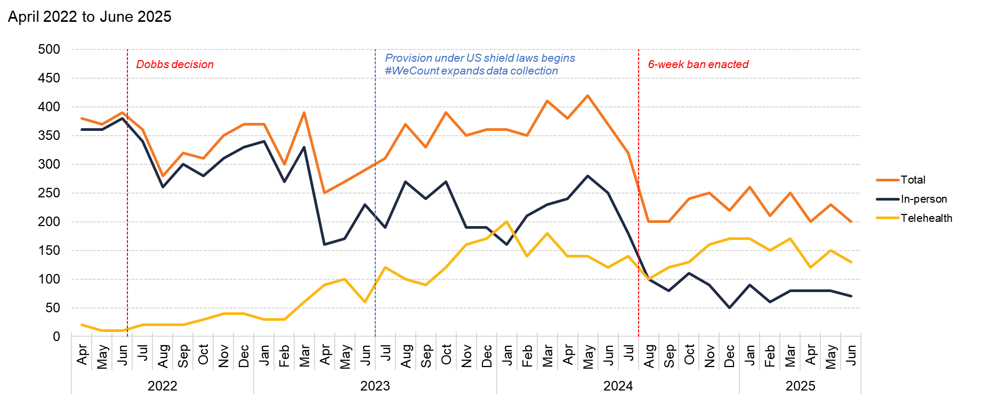 April 2022 to June 2025
500
450
400
350
300
250
200
150
100
50
0
Dobbs decision
Provision under US shield laws begins
#WeCount expands data collection
6-week ban enacted
Total
In-person
Telehealth
Apr May Jun Jul Aug Sep Oct Nov Dec Jan Feb Mar Apr May Jun Jul Aug Sep Oct Nov Dec Jan Feb Mar Apr May Jun Jul Aug Sep Oct Nov Dec Jan Feb Mar Apr May Jun
2022 2023 2024 2025